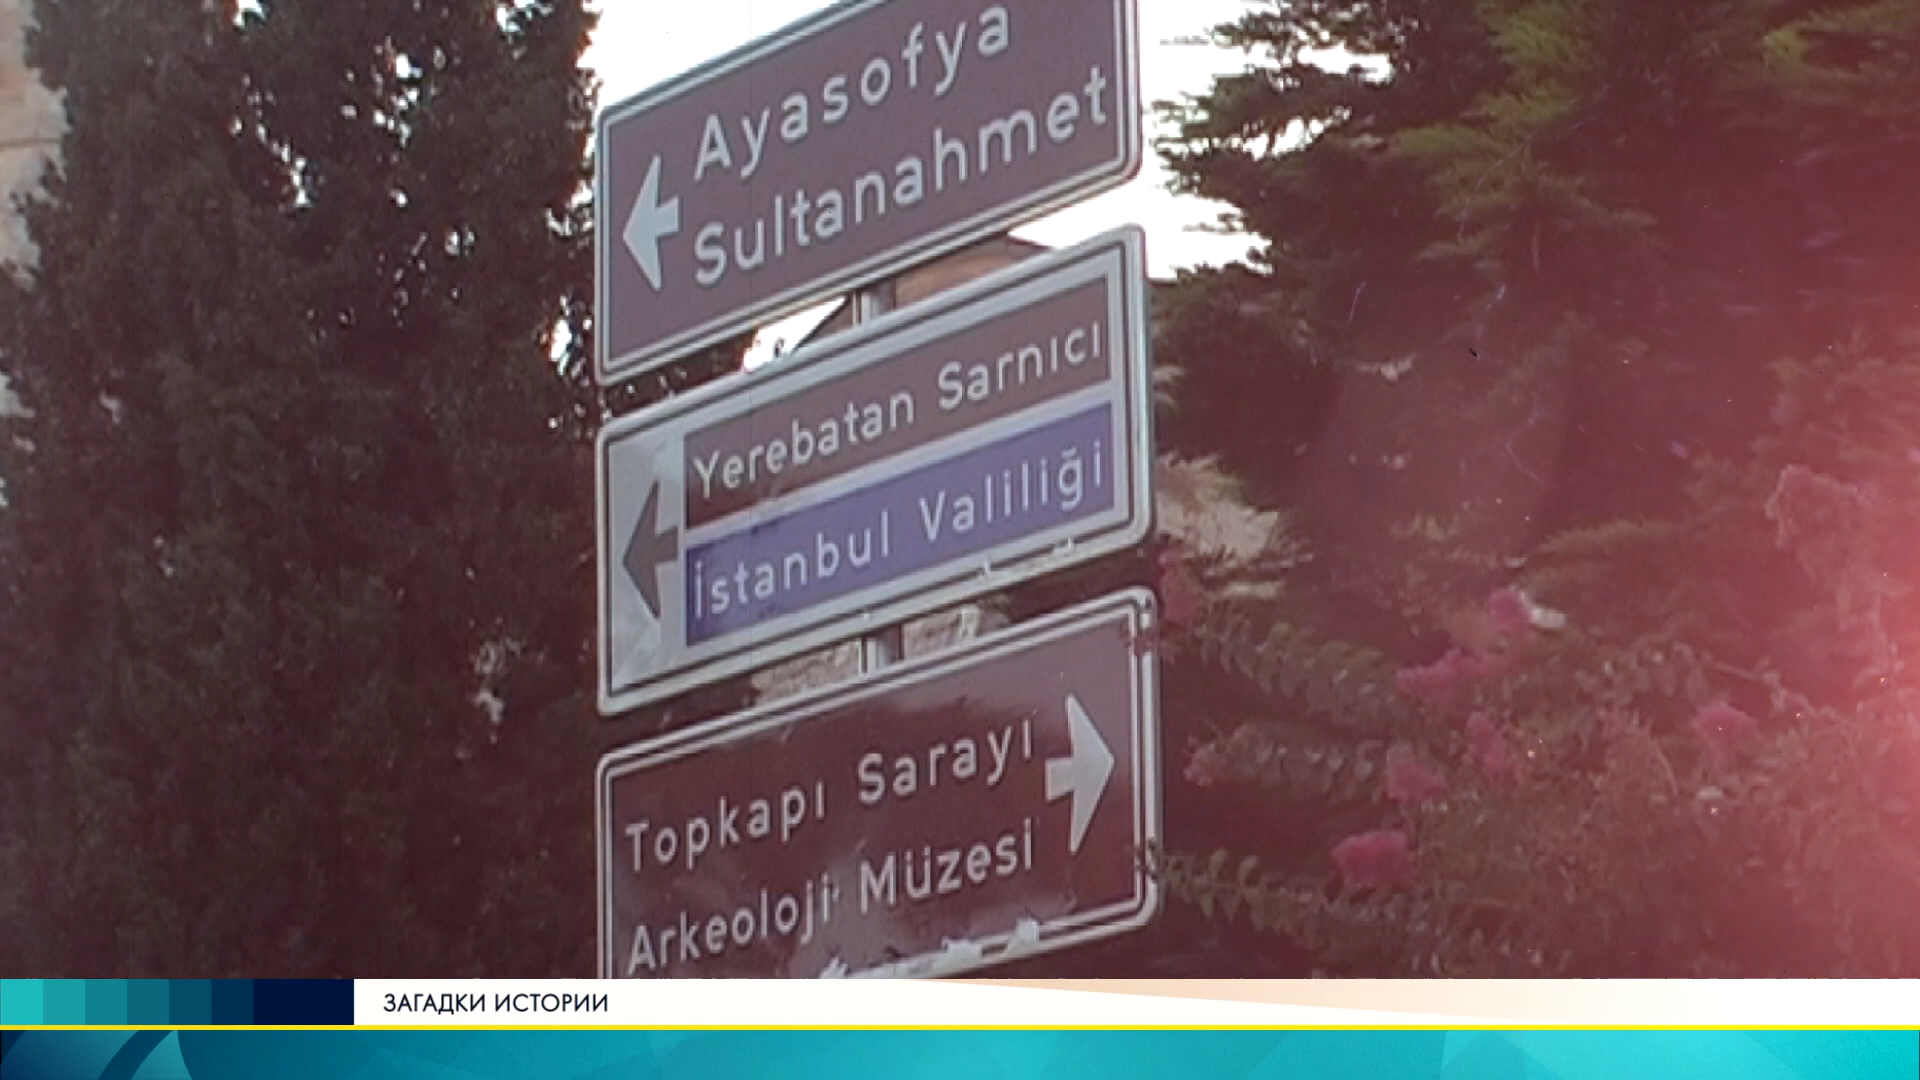 Ayasofya
Sultanahmet
Yerebatan Sarnıcı
İstanbul Valiliği
Topkapı Sarayı
Arkeoloji Müzesi
ЗАГАДКИ ИСТОРИИ